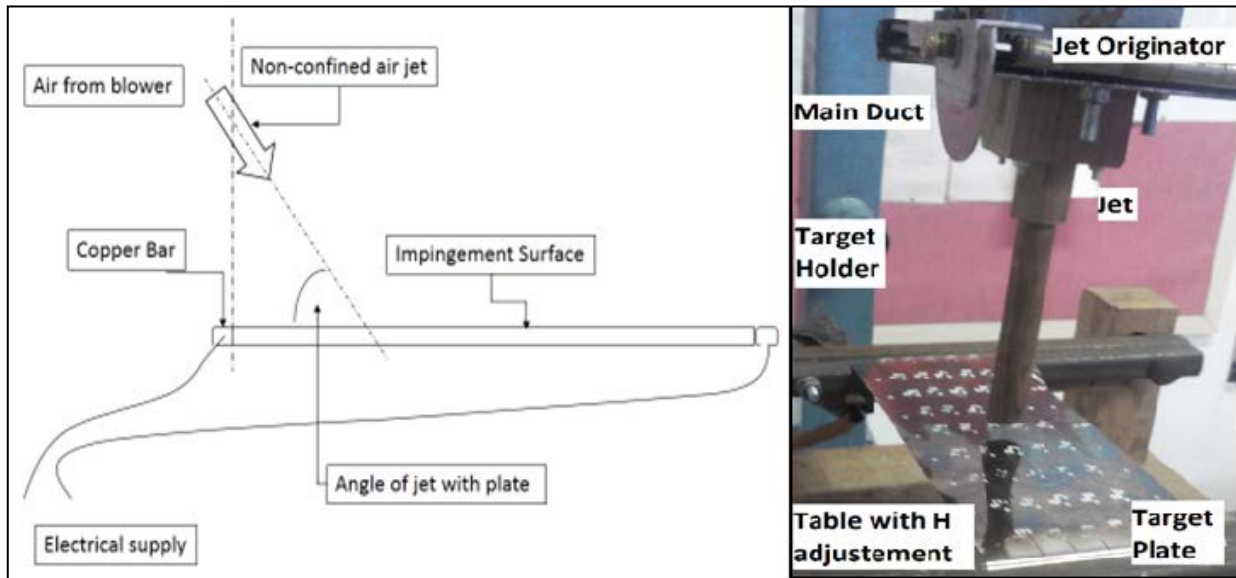 Non-confined air jet
Air from blower
Copper Bar
Impingement Surface
Angle of jet with plate
Electrical supply
Jet Originator
Main Duct
Jet
Target
Holder
Table with H
adjustement
Target
Plate